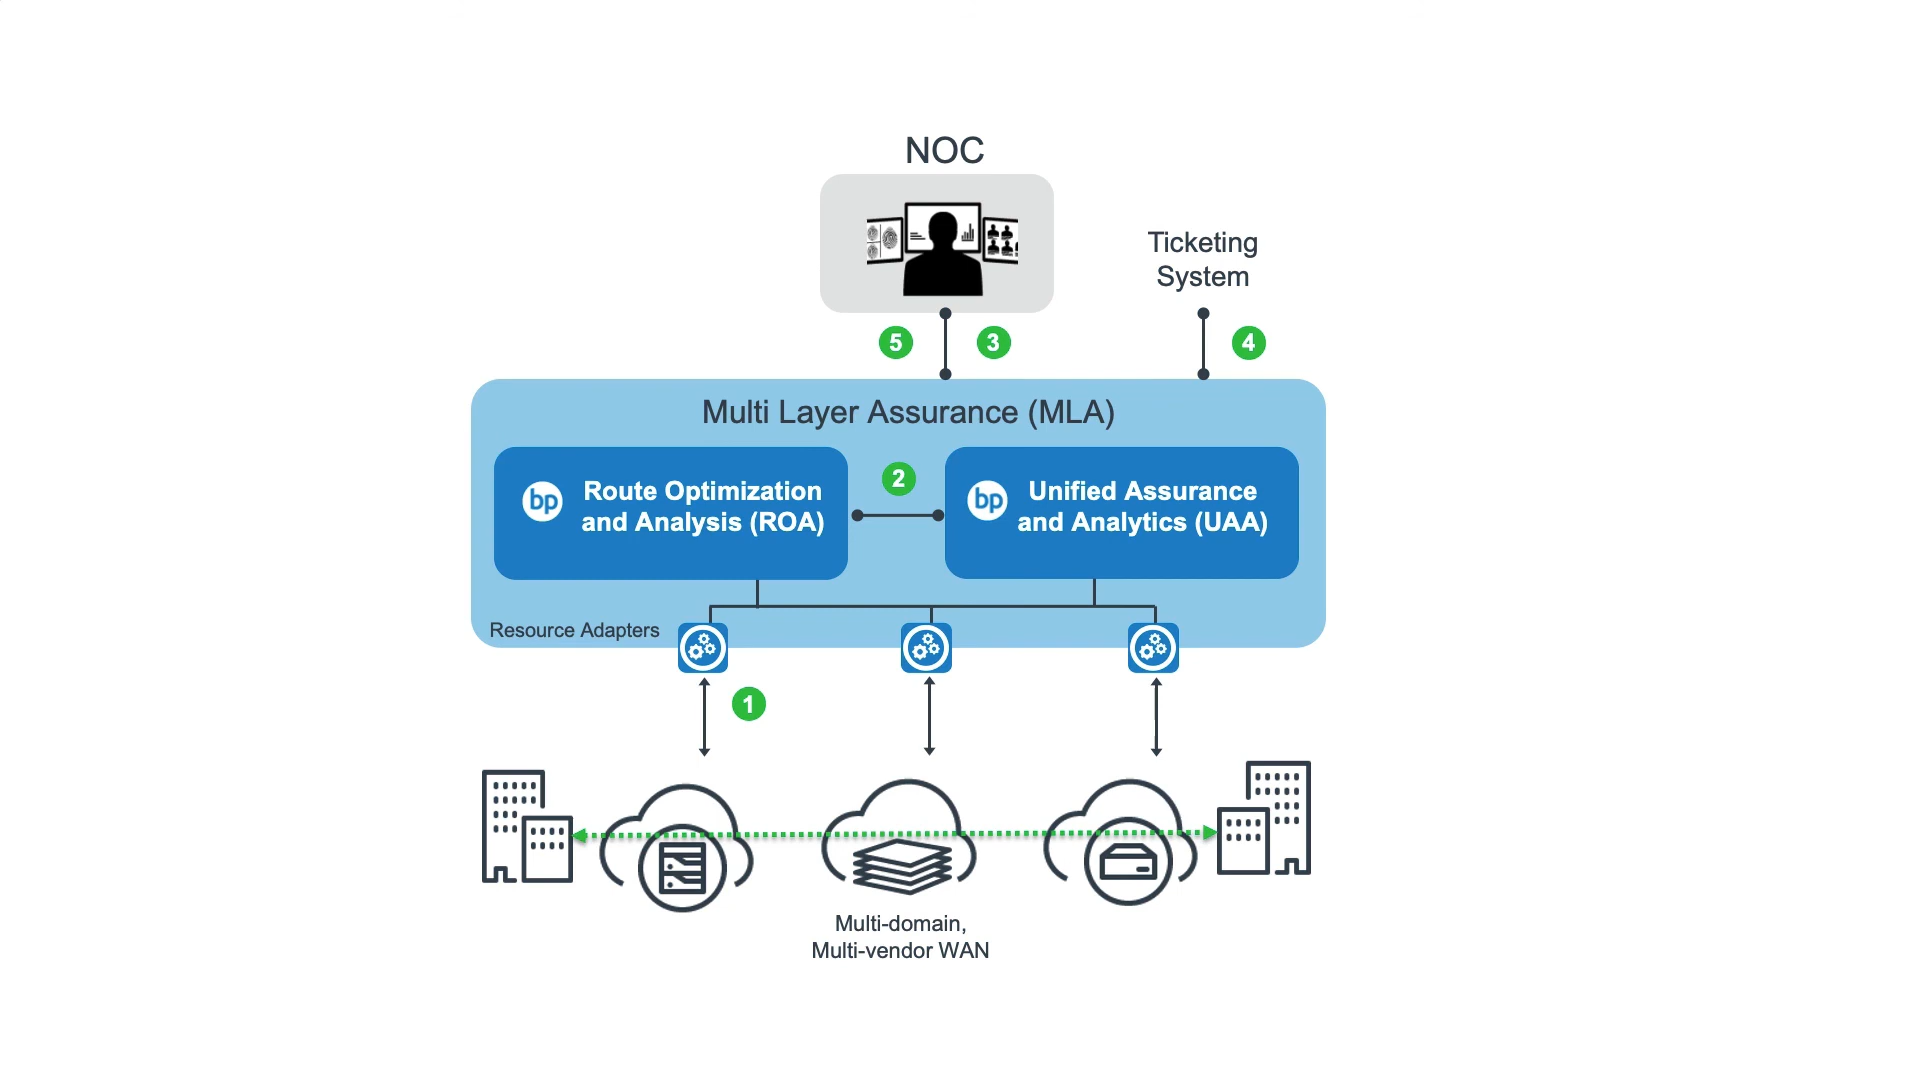 NOC
Ticketing
System
5
3
4
Multi Layer Assurance (MLA)
2
bp
Route Optimization
and Analysis (ROA)
bp
Unified Assurance
and Analytics (UAA)
Resource Adapters
1
Multi-domain,
Multi-vendor WAN